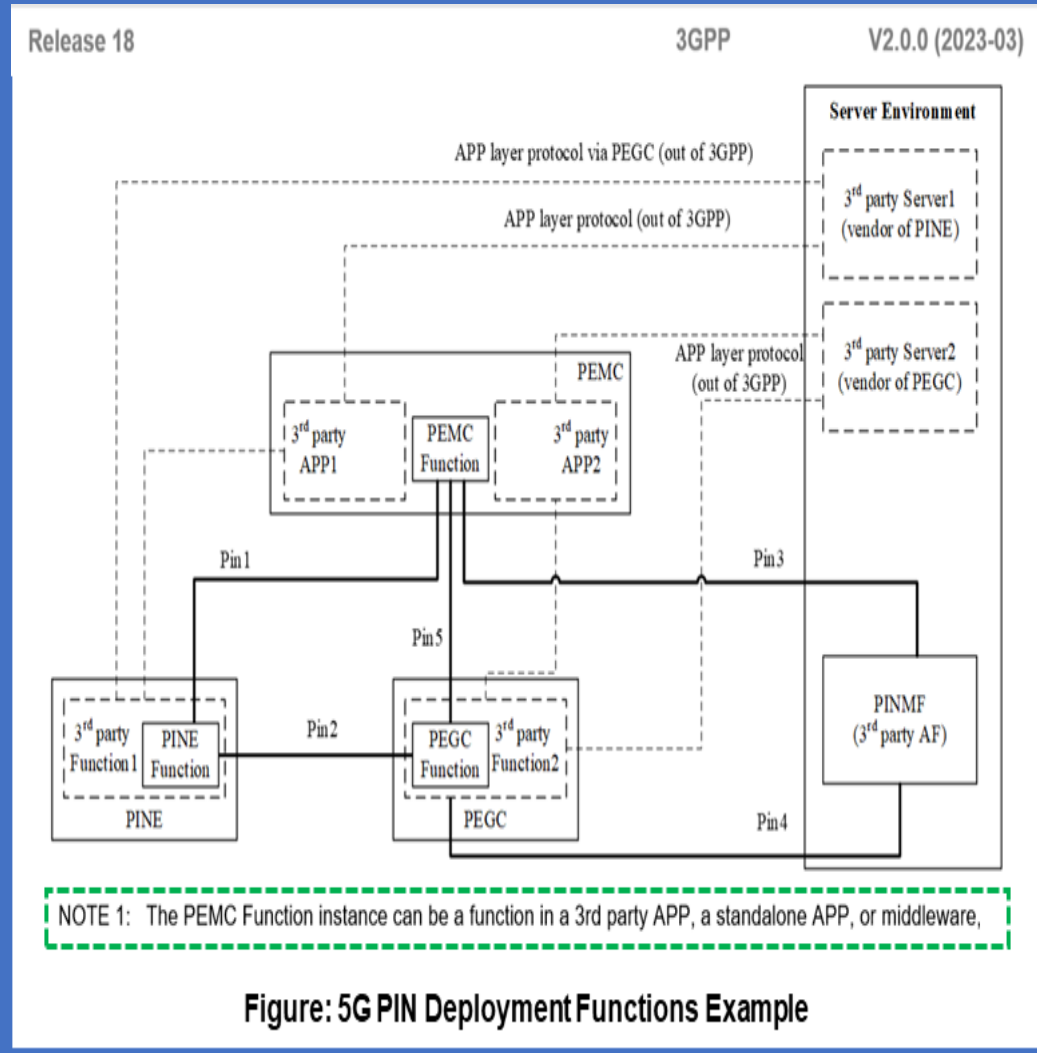 Release 18 3GPP V2.0.0 (2023-03)
Server Environment
APP layer protocol via PEGC (out of 3GPP)
3rd party Server1
(vendor of PINE)
APP layer protocol (out of 3GPP)
APP layer protocol
(out of 3GPP)
3rd party Server2
(vendor of PEGC)
PEMC
3rd party
APP1
PEMC
Function
3rd party
APP2
Pin1
Pin3
Pin5
3rd party
Function1
PINE
Function
PINE
Pin2
PEGC
Function
3rd party
Function2
PEGC
PINMF
(3rd party AF)
Pin4
NOTE 1: The PEMC Function instance can be a function in a 3rd party APP, a standalone APP, or middleware,
Figure: 5G PIN Deployment Functions Example